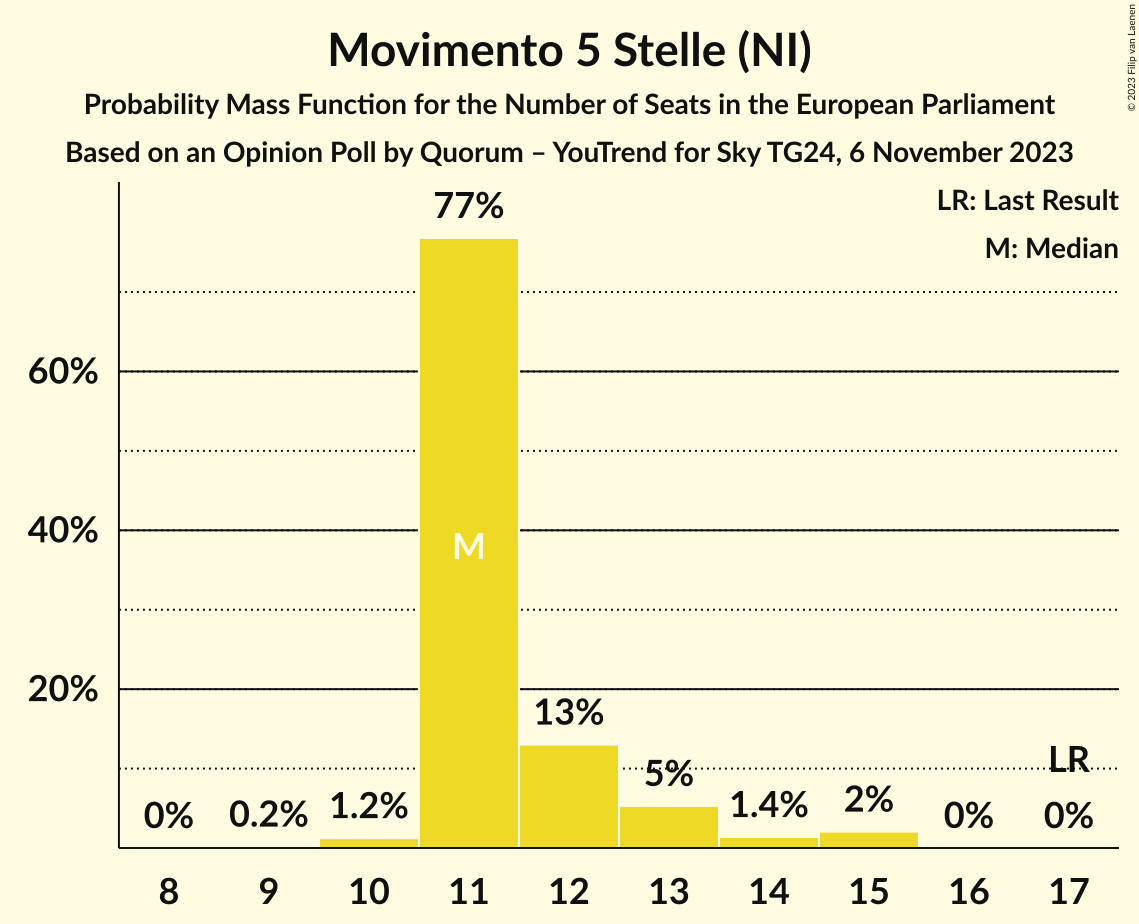 Movimento 5 Stelle (NI)
Probability Mass Function for the Number of Seats in the European Parliament
Based on an Opinion Poll by Quorum – YouTrend for Sky TG24, 6 November 2023
© 2023 Filip van Laenen
LR: Last Result
M: Median
77%
60%
40%
M
20%
13%
LR
5%
0%
0.2%
1.2%
1.4%
2%
0%
0%
8 9 10 11 12 13 14 15 16 17